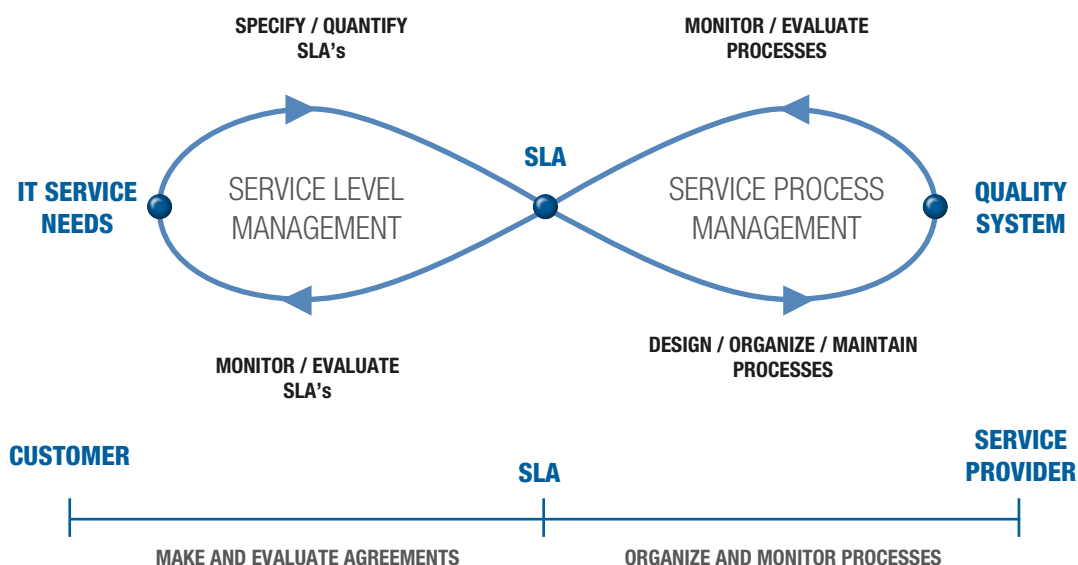 SPECIFY / QUANTIFY
SLA's
MONITOR / EVALUATE
PROCESSES
SLA
IT SERVICE
NEEDS
SERVICE LEVEL
MANAGEMENT
SERVICE PROCESS
MANAGEMENT
QUALITY
SYSTEM
MONITOR / EVALUATE
SLA's
DESIGN / ORGANIZE / MAINTAIN
PROCESSES
CUSTOMER
SLA
SERVICE
PROVIDER
MAKE AND EVALUATE AGREEMENTS
ORGANIZE AND MONITOR PROCESSES